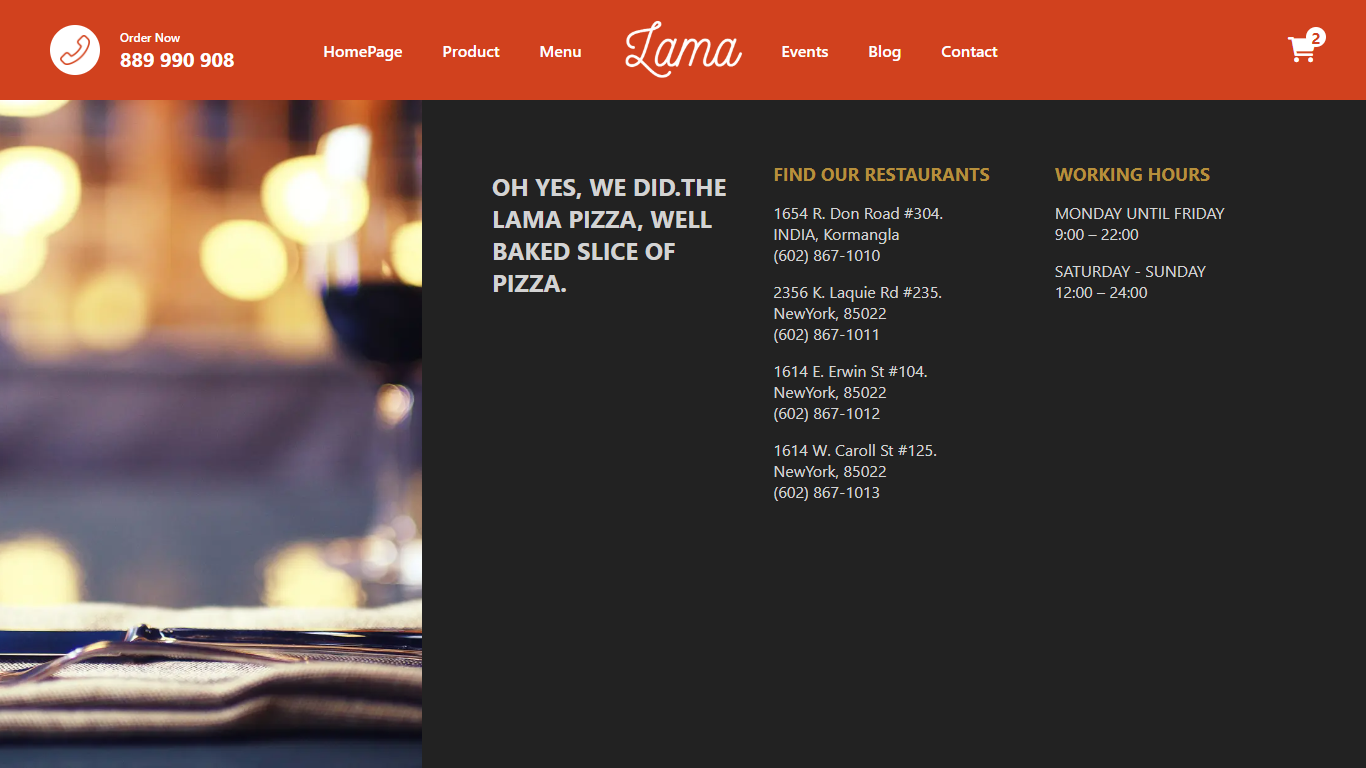 Order Now
889 990 908
HomePage
Product
Menu
Lama
Events
Blog
Contact
2
OH YES, WE DID.THE
LAMA PIZZA, WELL
BAKED SLICE OF
PIZZA.
FIND OUR RESTAURANTS
1654 R. Don Road #304.
INDIA, Kormangla
(602) 867-1010
2356 K. Laquie Rd #235.
NewYork, 85022
(602) 867-1011
1614 E. Erwin St #104.
NewYork, 85022
(602) 867-1012
1614 W. Caroll St #125.
NewYork, 85022
(602) 867-1013
WORKING HOURS
MONDAY UNTIL FRIDAY
9:00 – 22:00
SATURDAY - SUNDAY
12:00 – 24:00